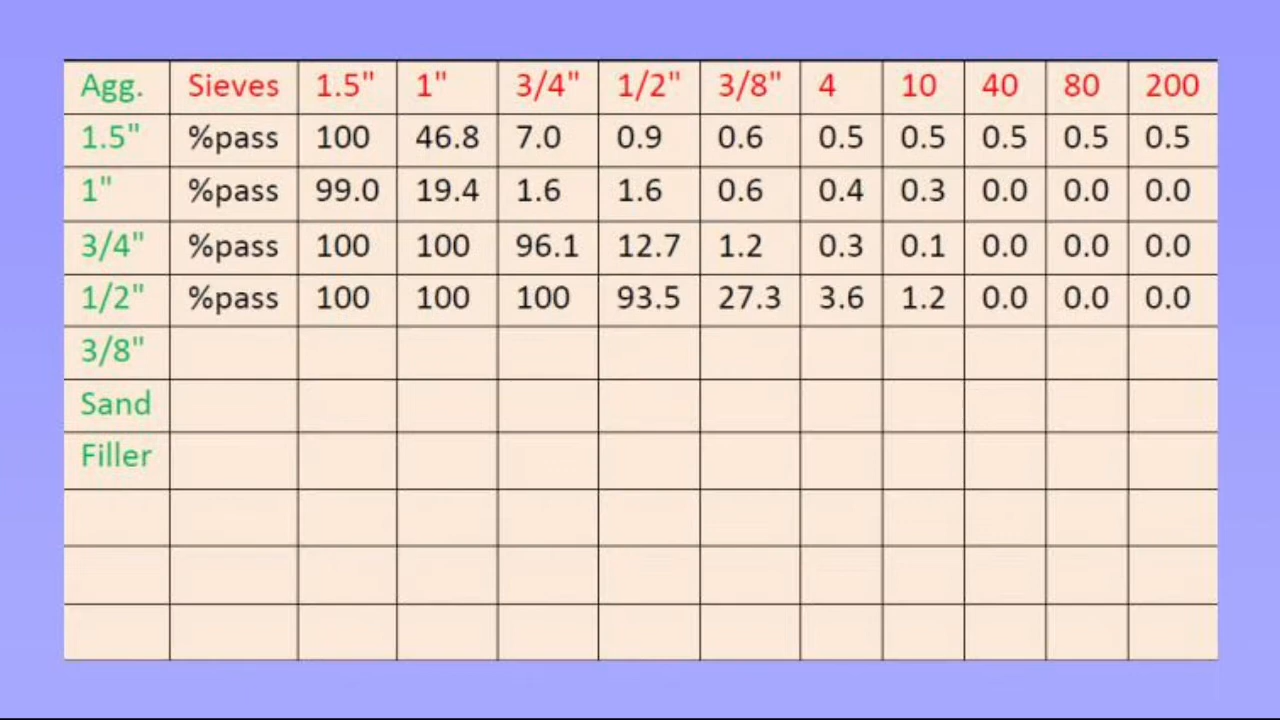 Agg. Sieves 1.5" 1" 3/4" 1/2" 3/8" 4 10 40 80 200
1.5" %pass 100 46.8 7.0 0.9 0.6 0.5 0.5 0.5 0.5 0.5
1" %pass 99.0 19.4 1.6 1.6 0.6 0.4 0.3 0.0 0.0 0.0
3/4" %pass 100 100 96.1 12.7 1.2 0.3 0.1 0.0 0.0 0.0
1/2" %pass 100 100 100 93.5 27.3 3.6 1.2 0.0 0.0 0.0
3/8"
Sand
Filler